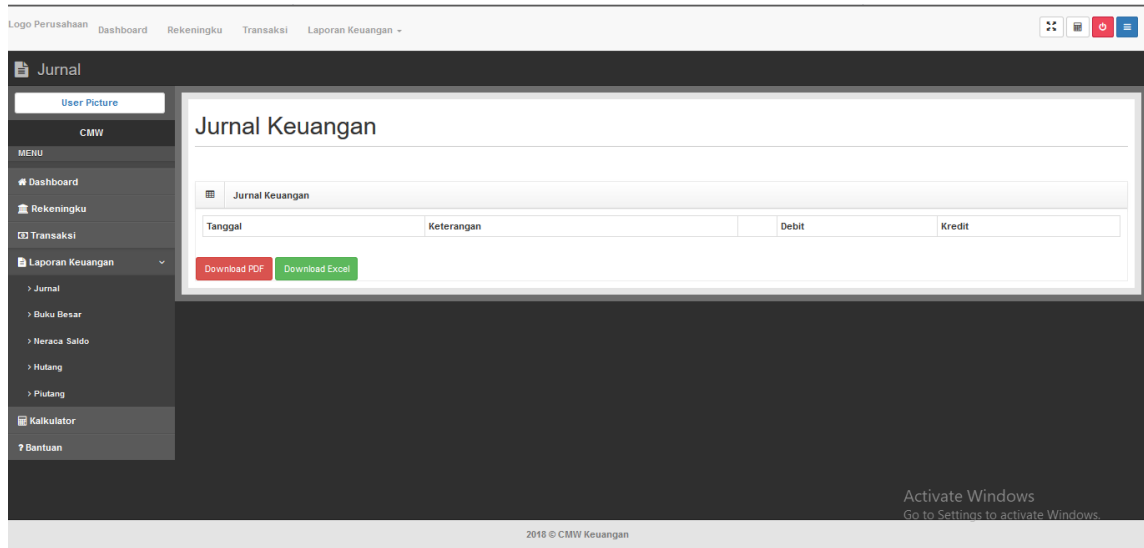 Logo Perusahaan Dashboard Rekeningku Transaksi Laporan Keuangan
Jurnal
User Picture
CMW
MENU
Dashboard
Rekeningku
Transaksi
Laporan Keuangan
> Jurnal
> Buku Besar
> Neraca Saldo
> Hutang
> Piutang
Kalkulator
? Bantuan
Jurnal Keuangan
Jurnal Keuangan
Tanggal Keterangan Debit Kredit
Download PDF Download Excel
Activate Windows
Go to Settings to activate Windows.
2018 © CMW Keuangan